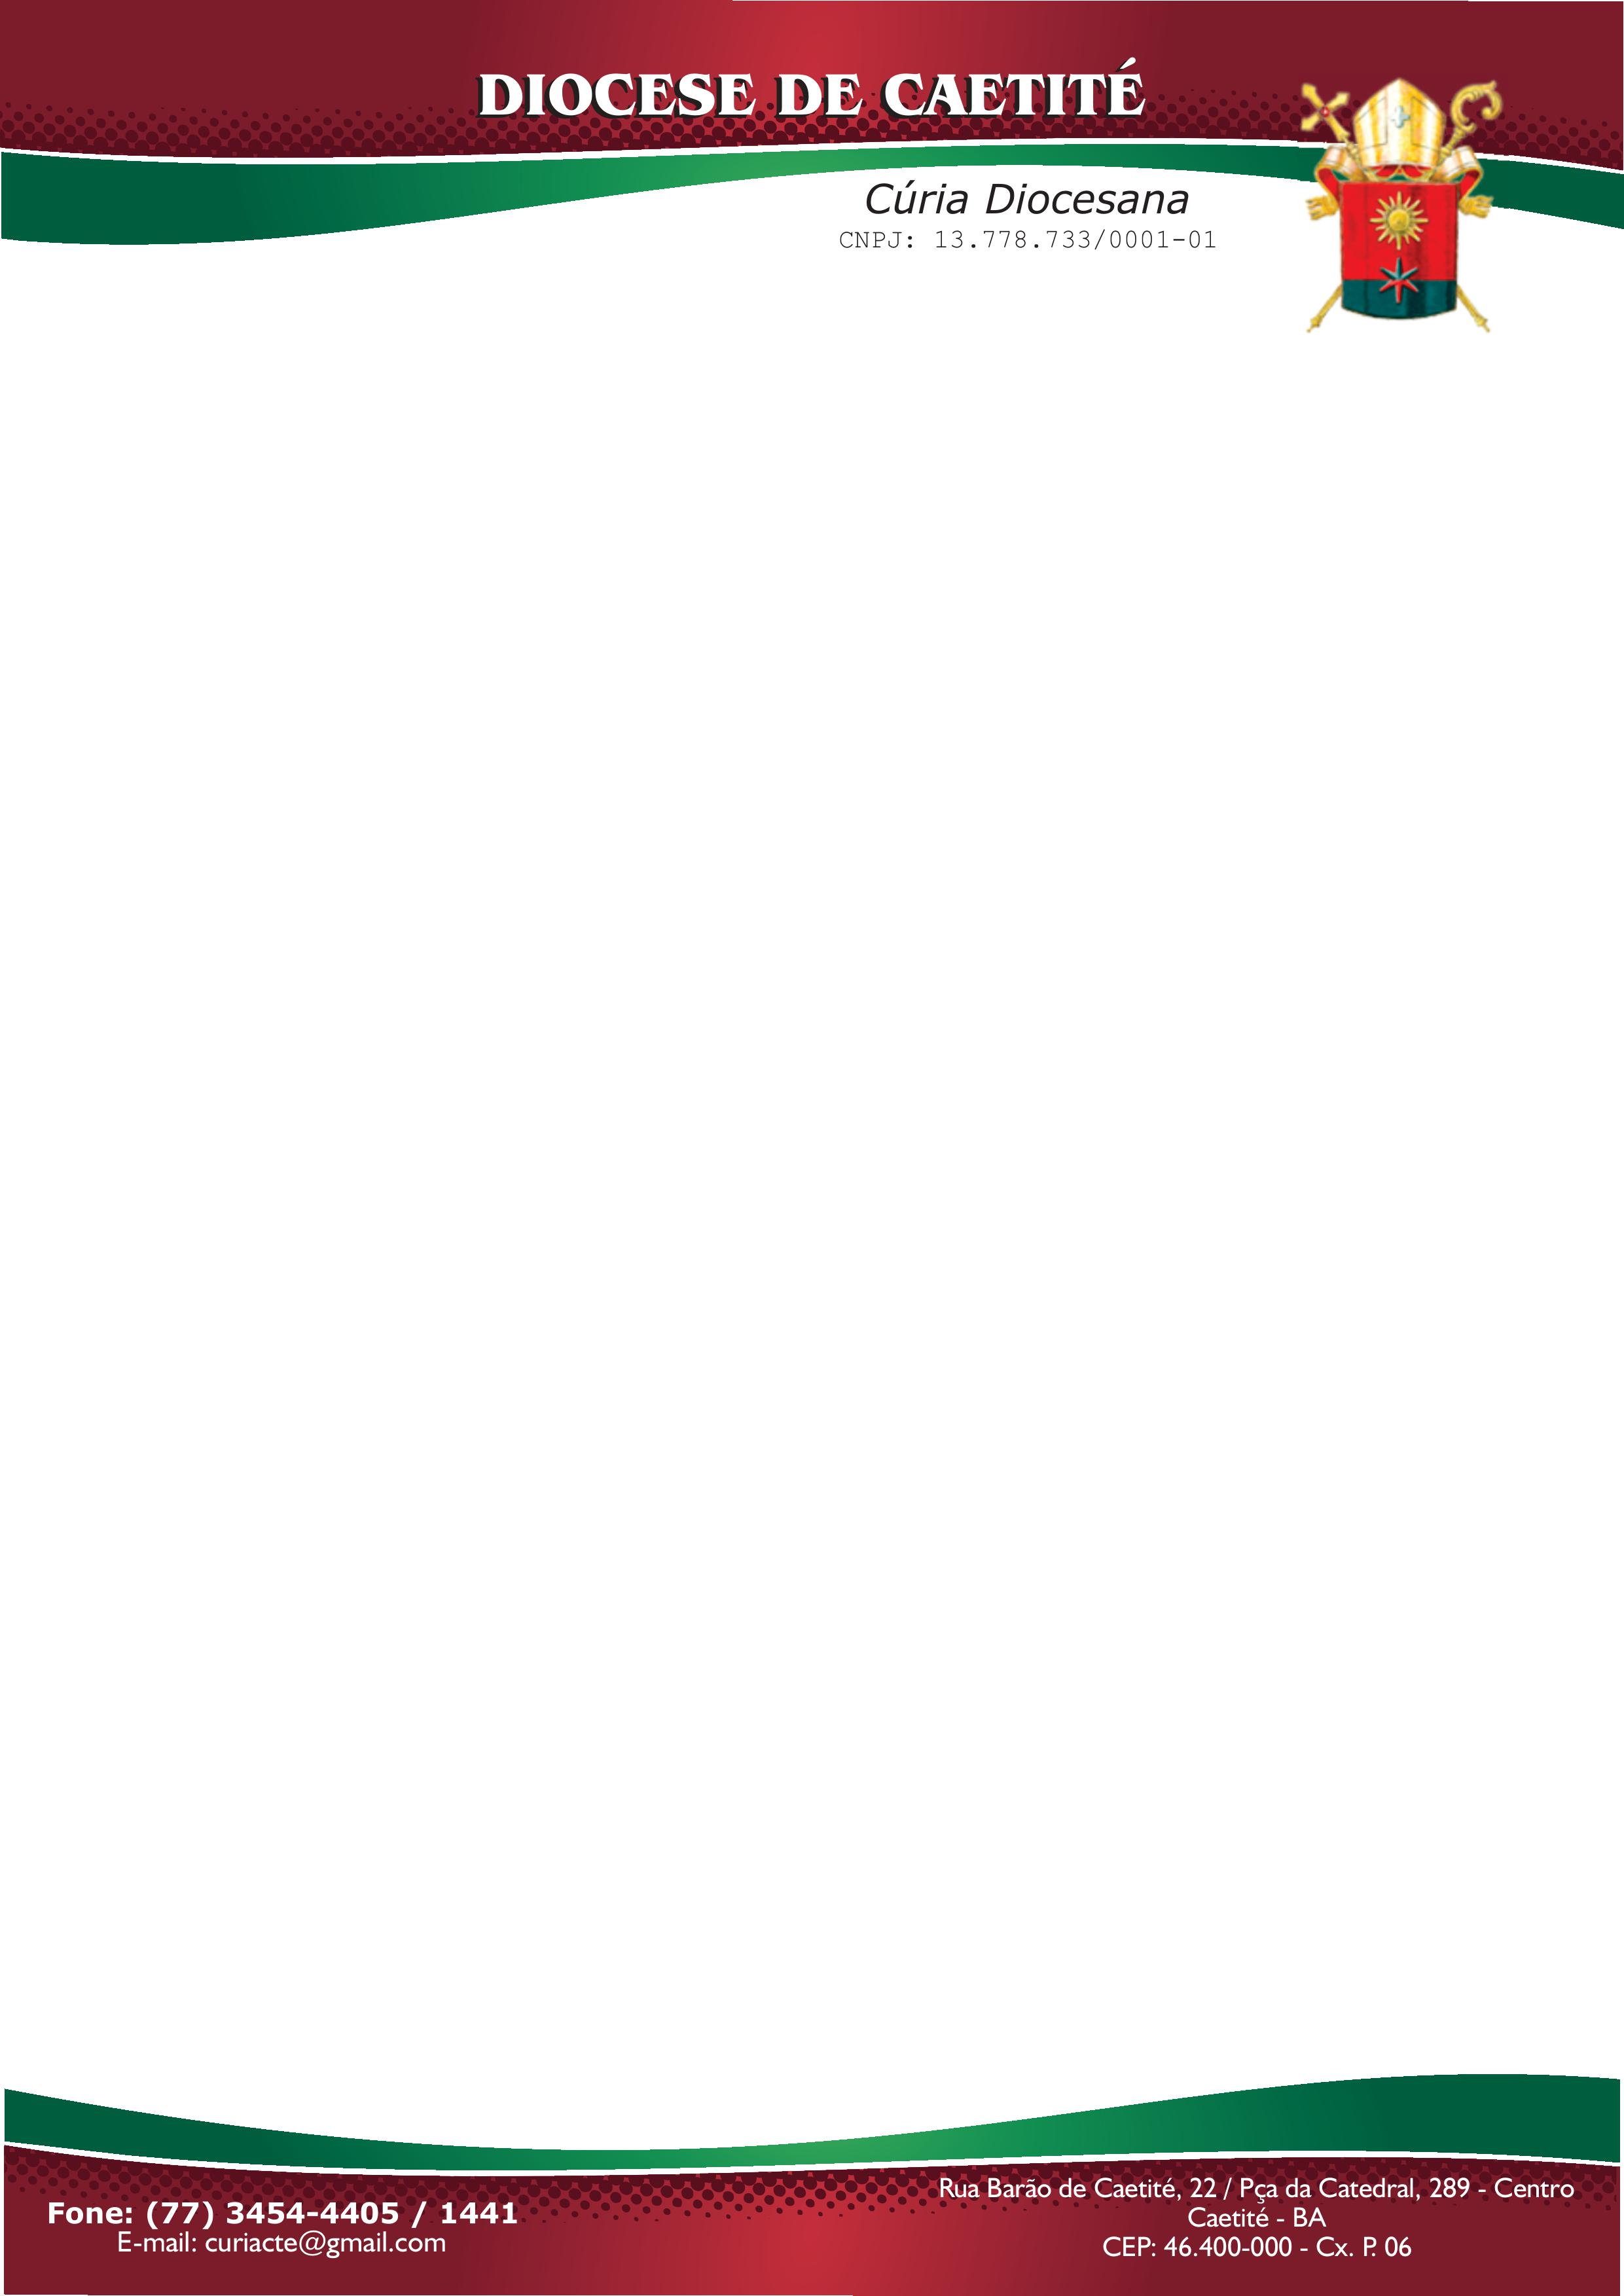 DIOCESE DE CAETITÉ
Cúria Diocesana
CNPJ: 13.778.733/0001-01
Fone: (77) 3454-4405 / 1441
E-mail: curiacte@gmail.com
Rua Barão de Caetité, 22 / Pça da Catedral, 289 - Centro
Caetité - BA
CEP: 46.400-000 - Cx. P. 06